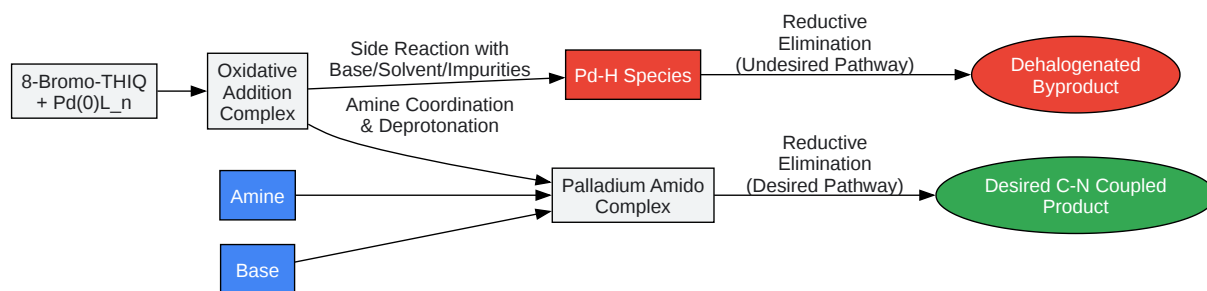 8-Bromo-THIQ
+ Pd(0)L_n
Oxidative
Addition
Complex
Side Reaction with
Base/Solvent/Impurities
Amine Coordination
& Deprotonation
Pd-H Species
Reductive
Elimination
(Undesired Pathway)
Dehalogenated
Byproduct
Amine
Base
Palladium Amido
Complex
Reductive
Elimination
(Desired Pathway)
Desired C-N Coupled
Product